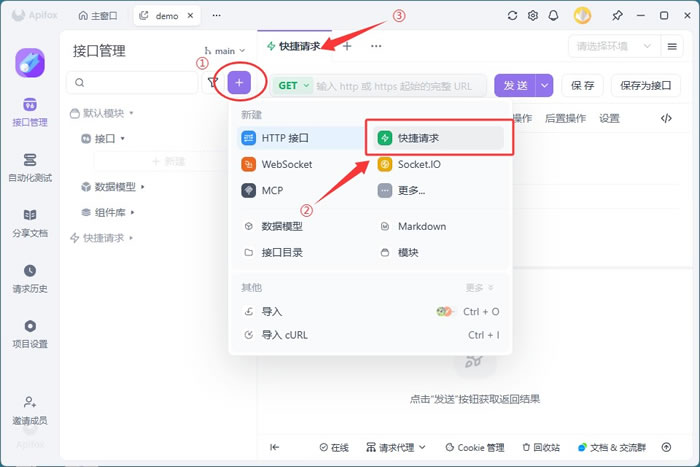 Apifox
主窗口
demo
接口管理
main
③
快捷请求
请选择环境
①
GET
输入 http 或 https 起始的完整 URL
发 送
保 存
保存为接口
默认模块
接口
新建
数据模型
组件库
快捷请求
接口管理
自动化测试
分享文档
请求历史
项目设置
邀请成员
Apifox
新建
HTTP 接口
快捷请求
WebSocket
Socket.IO
MCP
更多...
②
数据模型
Markdown
接口目录
模块
其他
更多
导入
Ctrl + O
导入 cURL
Ctrl + I
操作
后置操作
设置
点击“发送”按钮获取返回结果
在线
请求代理
Cookie 管理
回收站
文档 & 交流群